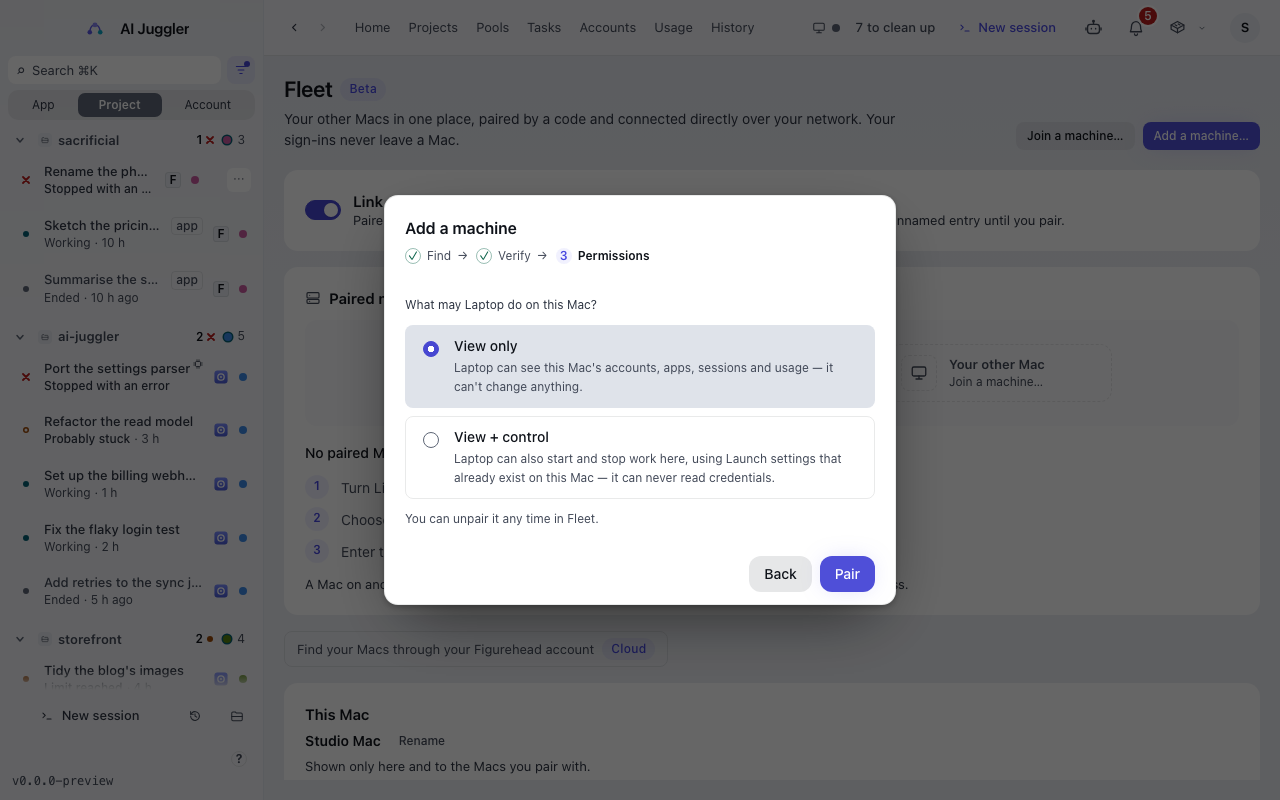 AI Juggler
Search ⌘K
App
Project
Account
sacrificial
1
3
Rename the ph...
F
Stopped with an ...
Sketch the pricin...
app
F
Working · 10 h
Summarise the s...
app
F
Ended · 10 h ago
ai-juggler
2
5
Port the settings parser
Stopped with an error
Refactor the read model
Probably stuck · 3 h
Set up the billing webh...
Working · 1 h
Fix the flaky login test
Working · 2 h
Add retries to the sync j...
Ended · 5 h ago
storefront
2
4
Tidy the blog's images
New session
?
v0.0.0-preview
Home
Projects
Pools
Tasks
Accounts
Usage
History
7 to clean up
New session
5
S
Fleet
Beta
Your other Macs in one place, paired by a code and connected directly over your network. Your
sign-ins never leave a Mac.
Join a machine...
Add a machine...
Link
Paire
nnamed entry until you pair.
Paired
Your other Mac
Join a machine...
No paired M
1
Turn Li
2
Choos
3
Enter t
A Mac on an
s.
Add a machine
Find → Verify → 3 Permissions
What may Laptop do on this Mac?
View only
Laptop can see this Mac's accounts, apps, sessions and usage — it
can't change anything.
View + control
Laptop can also start and stop work here, using Launch settings that
already exist on this Mac — it can never read credentials.
You can unpair it any time in Fleet.
Back
Pair
Find your Macs through your Figurehead account
Cloud
This Mac
Studio Mac
Rename
Shown only here and to the Macs you pair with.